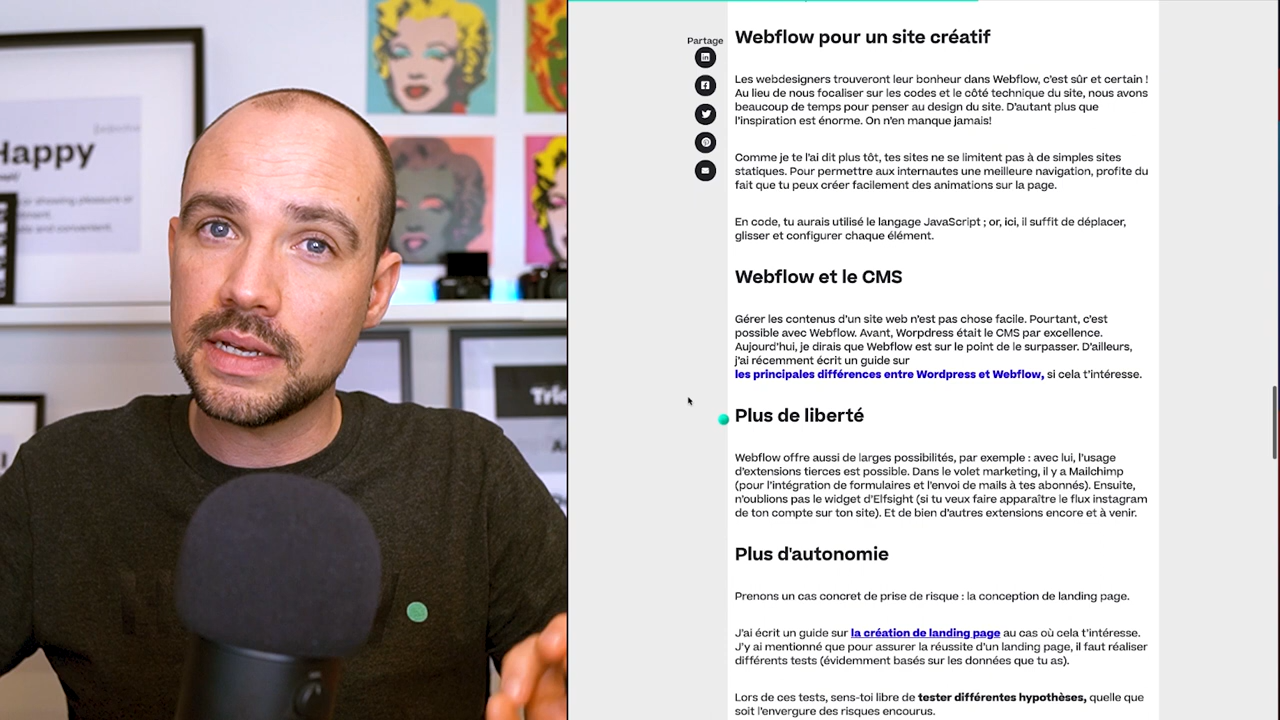 Happy
Partage
Webflow pour un site créatif
Les webdesigners trouveront leur bonheur dans Webflow, c'est sûr et certain !
Au lieu de nous focaliser sur les codes et le côté technique du site, nous avons
beaucoup de temps pour penser au design du site. D'autant plus que
l'inspiration est énorme. On n'en manque jamais!
Comme je te l'ai dit plus tôt, tes sites ne se limitent pas à de simples sites
statiques. Pour permettre aux internautes une meilleure navigation, profite du
fait que tu peux créer facilement des animations sur la page.
En code, tu aurais utilisé le langage JavaScript ; or, ici, il suffit de déplacer,
glisser et configurer chaque élément.
Webflow et le CMS
Gérer les contenus d'un site web n'est pas chose facile. Pourtant, c'est
possible avec Webflow. Avant, Worpdress était le CMS par excellence.
Aujourd'hui, je dirais que Webflow est sur le point de le surpasser. D'ailleurs,
j'ai récemment écrit un guide sur
les principales différences entre Wordpress et Webflow, si cela t'intéresse.
Plus de liberté
Webflow offre aussi de larges possibilités, par exemple : avec lui, l'usage
d'extensions tierces est possible. Dans le volet marketing, il y a Mailchimp
(pour l'intégration de formulaires et l'envoi de mails à tes abonnés). Ensuite,
n'oublions pas le widget d'Elfsight (si tu veux faire apparaître le flux instagram
de ton compte sur ton site). Et de bien d'autres extensions encore et à venir.
Plus d'autonomie
Prenons un cas concret de prise de risque : la conception de landing page.
J'ai écrit un guide sur la création de landing page au cas où cela t'intéresse.
J'y ai mentionné que pour assurer la réussite d'un landing page, il faut réaliser
différents tests (évidemment basés sur les données que tu as).
Lors de ces tests, sens-toi libre de tester différentes hypothèses, quelle que
soit l'envergure des risques encourus.